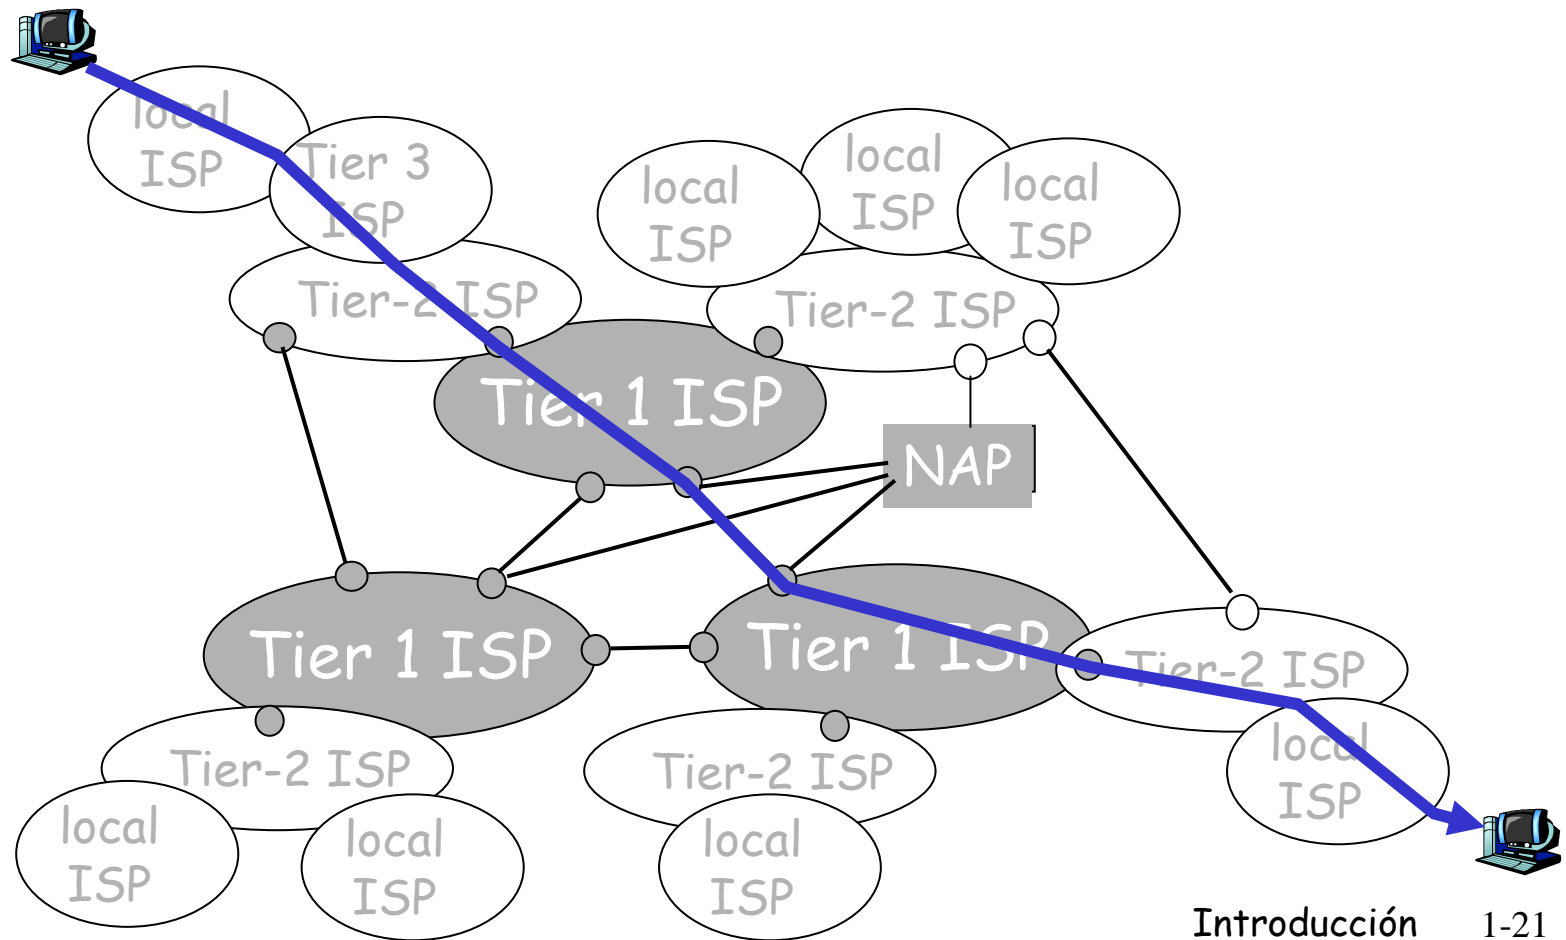 local
ISP
Tier 3
ISP
local
ISP
local
ISP
local
ISP
Tier-2 ISP
Tier-2 ISP
Tier 1 ISP
NAP
Tier 1 ISP
Tier 1 ISP
Tier-2 ISP
local
ISP
Tier-2 ISP
Tier-2 ISP
local
ISP
local
ISP
local
ISP
Introducción 1-21